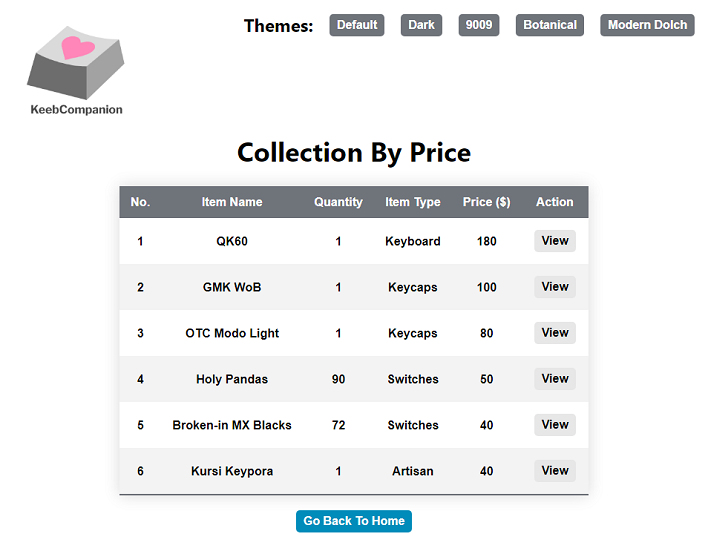 Themes: Default Dark 9009 Botanical Modern Dolch
KeebCompanion
Collection By Price
No. Item Name Quantity Item Type Price ($) Action
1 QK60 1 Keyboard 180 View
2 GMK WoB 1 Keycaps 100 View
3 OTC Modo Light 1 Keycaps 80 View
4 Holy Pandas 90 Switches 50 View
5 Broken-in MX Blacks 72 Switches 40 View
6 Kursi Keypora 1 Artisan 40 View
Go Back To Home